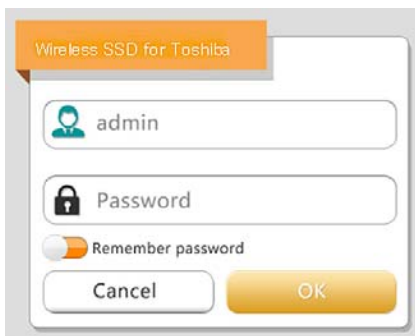 Wireless SSD for Toshiba
admin
Password
Remember password
Cancel OK